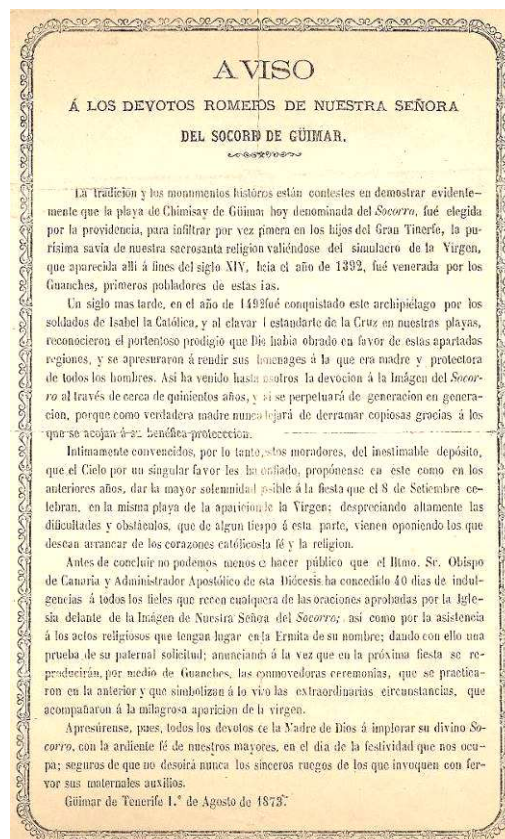 AVISO
Á LOS DEVOTOS ROMEROS DE NUESTRA SEÑORA
DEL SOCORRO DE GÜIMAR.
La tradicion y los monumentos históros están contestes en demostrar evidente-
mente que la playa de Chimisay de Güimar hoy denominada del Socorro, fué elegida
por la providencia, para infiltrar por vez pimera en los hijos del Gran Tinerfe, la pu-
rísima savia de nuestra sacrosanta religion valiéndose del simulacro de la Virgen,
que aparecida alli á fines del siglo XIV, hcia el año de 1392, fué venerada por los
Guanches, primeros pobladores de estas ias.
Un siglo mas tarde, en el año de 1492 fué conquistado este archipiélago por los
soldados de Isabel la Católica, y al clavar l estandarte de la Cruz en nuestras playas,
reconocieron el portentoso prodigio que Die habia obrado en favor de estas apartadas
regiones, y se apresuraron á rendir sus homenages á la que era madre y protectora
de todos los hombres. Asi ha venido hasta nsotros la devocion á la Imágen del Socor-
ro al través de cerca de quinientos años, y si se perpetuará de generacion en genera-
cion, porque como verdadera madre nunca dejará de derramar copiosas gracias á los
que se acojan á su benéfica proteccion.
Intimamente convencidos, por lo tanto, stos moradores, del inestimable depósito,
que el Cielo por un singular favor les ha onfiado, propónense en este como en los
anteriores años, dar la mayor solemnidad psible á la fiesta que el 8 de Setiembre ce-
lebran, en la misma playa de la aparicion de la Virgen; despreciando altamente las
dificultades y obstáculos, que de algun tiempo á esta parte, vienen oponiendo los que
desean arrancar de los corazones católicos la fé y la religion.
Antes de concluir no podemos menos e hacer público que el Iltmo. Sr. Obispo
de Canaria y Administrador Apostólico de sta Diócesis ha concedido 40 dias de indul-
gencias á todos los fieles que recen cualquera de las oraciones aprobadas por la Igle-
sia delante de la Imágen de Nuestra Señora del Socorro; asi como por la asistencia
á los actos religiosos que tengan lugar en la Ermita de su nombre; dando con ello una
prueba de su paternal solicitud; anunciando á la vez que en la próxima fiesta se re-
producirán, por medio de Guanches, las conmovedoras ceremonias, que se practica-
ron en la anterior y que simbolizan á lo vivo las extraordinarias circunstancias, que
acompañaron á la milagrosa aparicion de la virgen.
Apresúrense, pues, todos los devotos de la Madre de Dios á implorar su divino So-
corro, con la ardiente fé de nuestros mayores, en el dia de la festividad que nos ocu-
pa; seguros de que no desoirá nunca los sinceros ruegos de los que invoquen con fer-
vor sus maternales auxilios.
Güimar de Tenerife 1.° de Agosto de 1873.